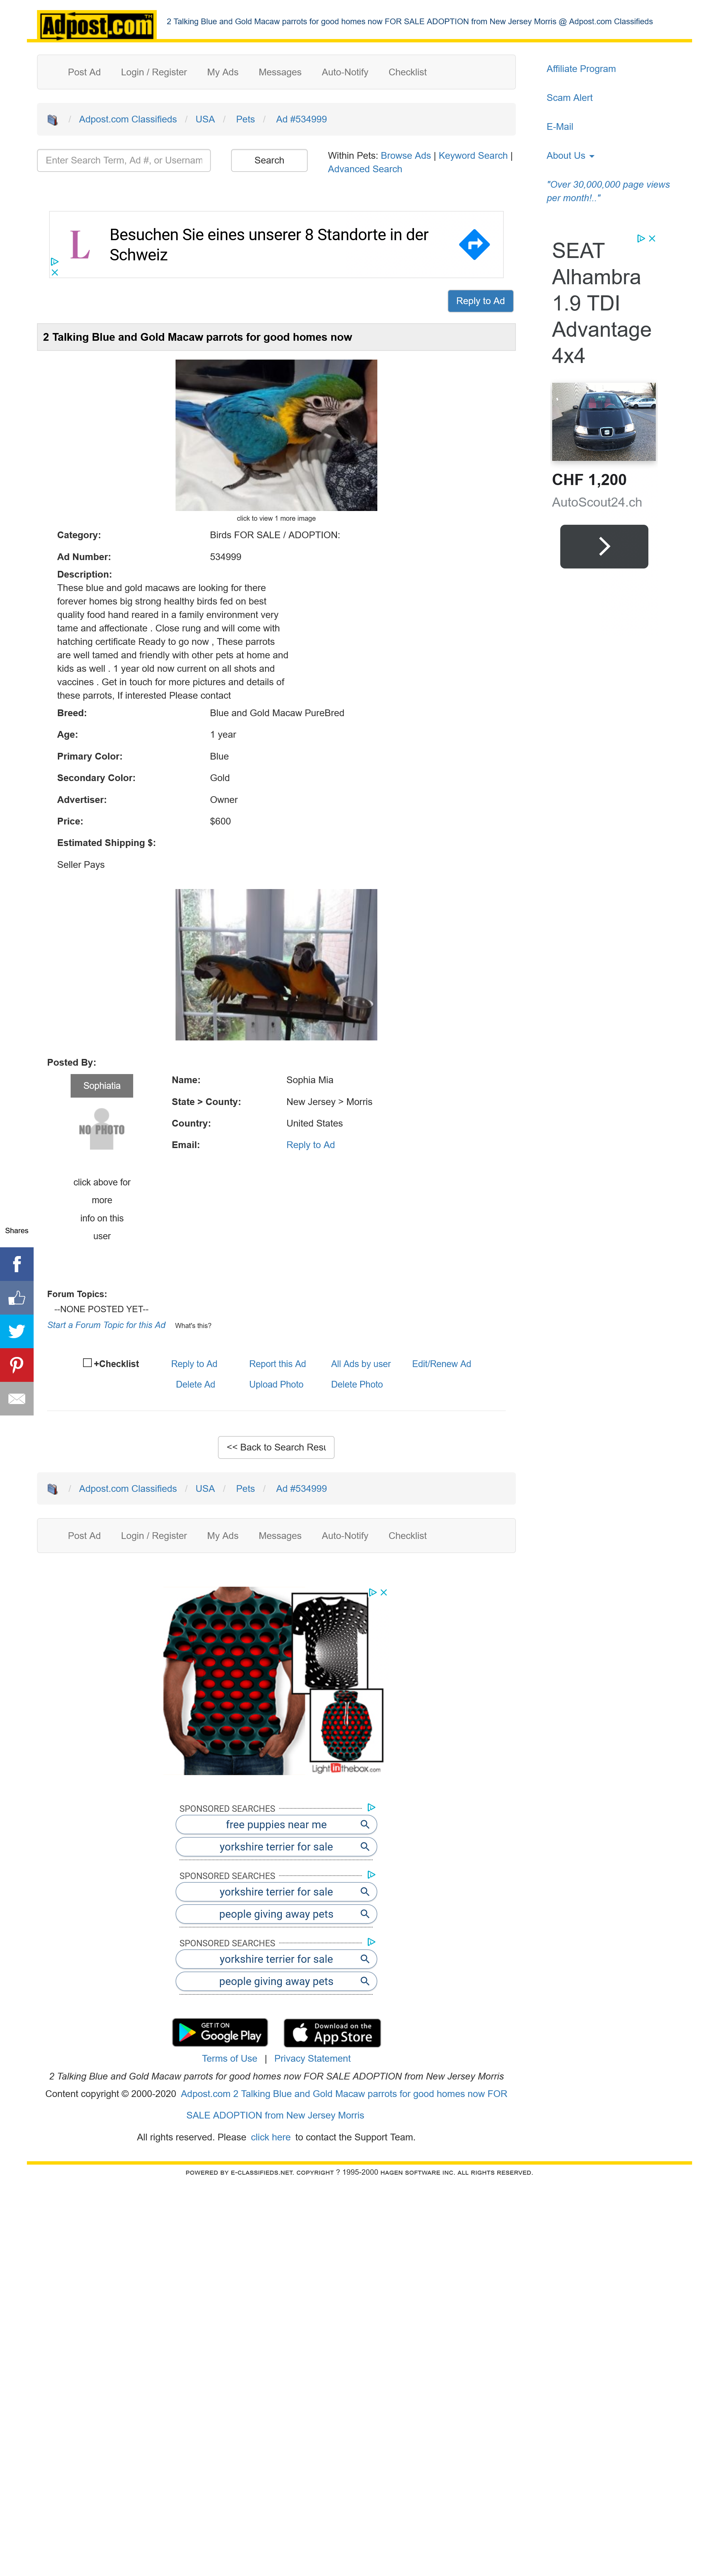 Adpost.com™
2 Talking Blue and Gold Macaw parrots for good homes now FOR SALE ADOPTION from New Jersey Morris @ Adpost.com Classifieds
Post Ad Login / Register My Ads Messages Auto-Notify Checklist
/ Adpost.com Classifieds / USA / Pets / Ad #534999
Enter Search Term, Ad #, or Usernam
Search
Within Pets: Browse Ads | Keyword Search |
Advanced Search
Affiliate Program
Scam Alert
E-Mail
About Us
"Over 30,000,000 page views
per month!.."
L
Besuchen Sie eines unserer 8 Standorte in der
Schweiz
SEAT
Alhambra
1.9 TDI
Advantage
4x4
CHF 1,200
AutoScout24.ch
Reply to Ad
2 Talking Blue and Gold Macaw parrots for good homes now
click to view 1 more image
Category: Birds FOR SALE / ADOPTION:
Ad Number: 534999
Description:
These blue and gold macaws are looking for there
forever homes big strong healthy birds fed on best
quality food hand reared in a family environment very
tame and affectionate . Close rung and will come with
hatching certificate Ready to go now , These parrots
are well tamed and friendly with other pets at home and
kids as well . 1 year old now current on all shots and
vaccines . Get in touch for more pictures and details of
these parrots, If interested Please contact
Breed: Blue and Gold Macaw PureBred
Age: 1 year
Primary Color: Blue
Secondary Color: Gold
Advertiser: Owner
Price: $600
Estimated Shipping $:
Seller Pays
Posted By:
Sophiatia
NO PHOTO
click above for
more
info on this
user
Name: Sophia Mia
State > County: New Jersey > Morris
Country: United States
Email: Reply to Ad
Shares
Forum Topics:
--NONE POSTED YET--
Start a Forum Topic for this Ad What's this?
+Checklist Reply to Ad Report this Ad All Ads by user Edit/Renew Ad
Delete Ad Upload Photo Delete Photo
<< Back to Search Resu
/ Adpost.com Classifieds / USA / Pets / Ad #534999
Post Ad Login / Register My Ads Messages Auto-Notify Checklist
Lightinthebox.com
SPONSORED SEARCHES
free puppies near me
yorkshire terrier for sale
SPONSORED SEARCHES
yorkshire terrier for sale
people giving away pets
SPONSORED SEARCHES
yorkshire terrier for sale
people giving away pets
GET IT ON
Google Play
Download on the
App Store
Terms of Use | Privacy Statement
2 Talking Blue and Gold Macaw parrots for good homes now FOR SALE ADOPTION from New Jersey Morris
Content copyright © 2000-2020 Adpost.com 2 Talking Blue and Gold Macaw parrots for good homes now FOR
SALE ADOPTION from New Jersey Morris
All rights reserved. Please click here to contact the Support Team.
POWERED BY E-CLASSIFIEDS.NET. COPYRIGHT ? 1995-2000 HAGEN SOFTWARE INC. ALL RIGHTS RESERVED.